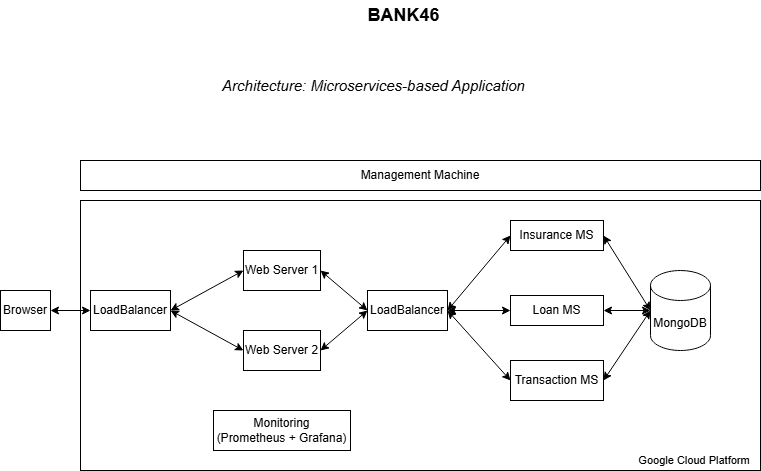 BANK46
Architecture: Microservices-based Application
Management Machine
Insurance MS
Web Server 1
Browser
LoadBalancer
LoadBalancer
Loan MS
MongoDB
Web Server 2
Transaction MS
Monitoring
(Prometheus + Grafana)
Google Cloud Platform